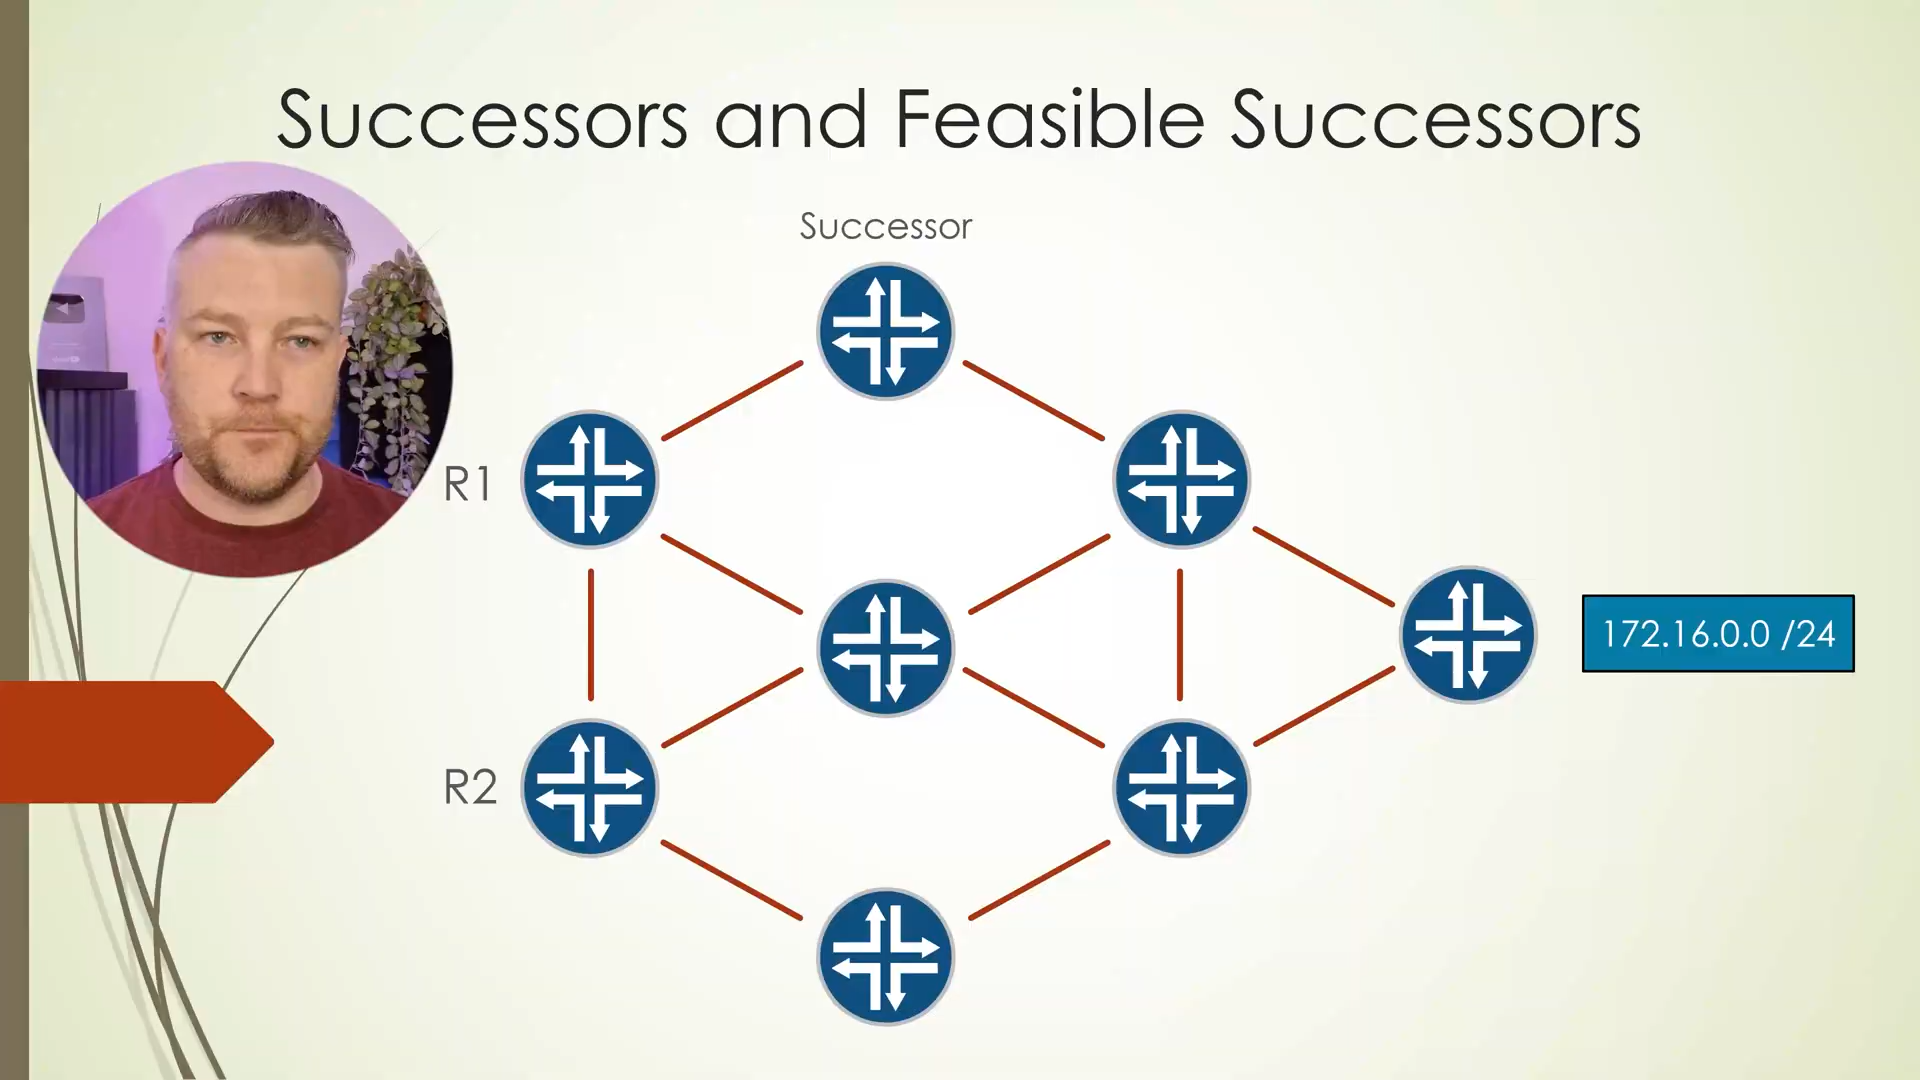 Successors and Feasible Successors
Successor
R1
172.16.0.0 /24
R2